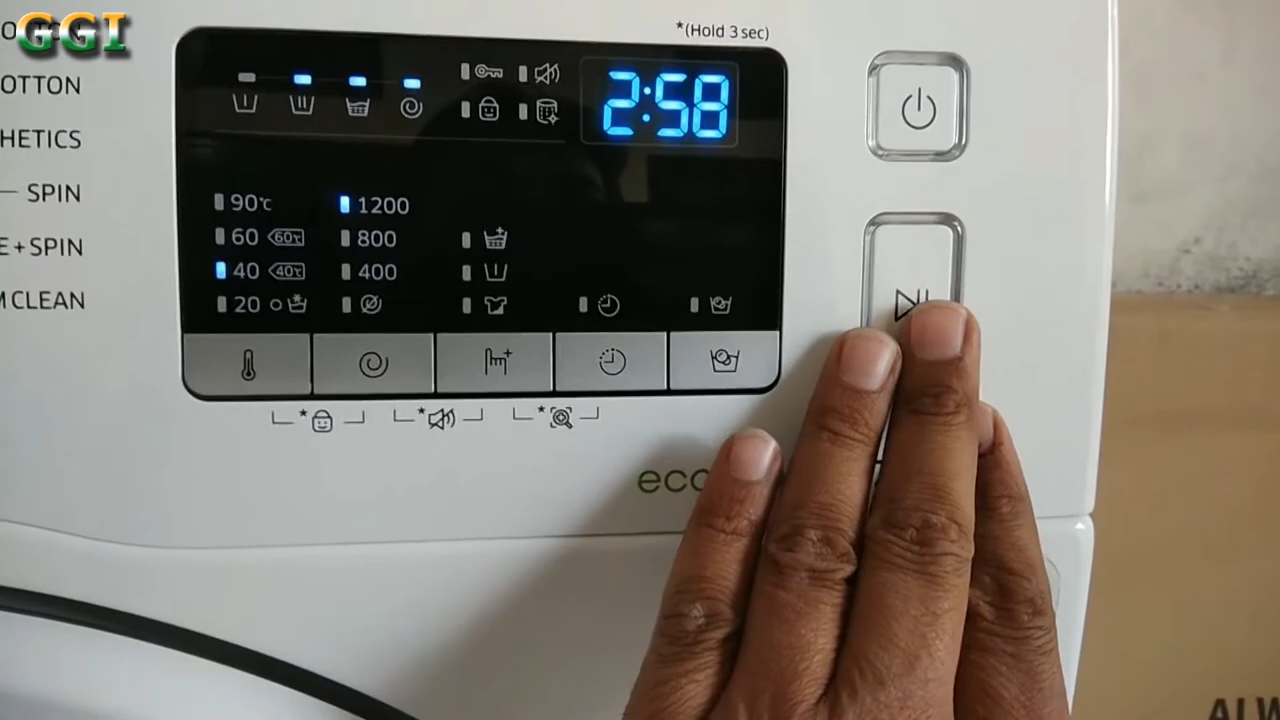 GGI
*(Hold 3 sec)
OTTON
HETICS
SPIN
E+SPIN
CLEAN
2:58
90℃
60 60℃
40 40℃
20
1200
800
400
*
*
*
eco